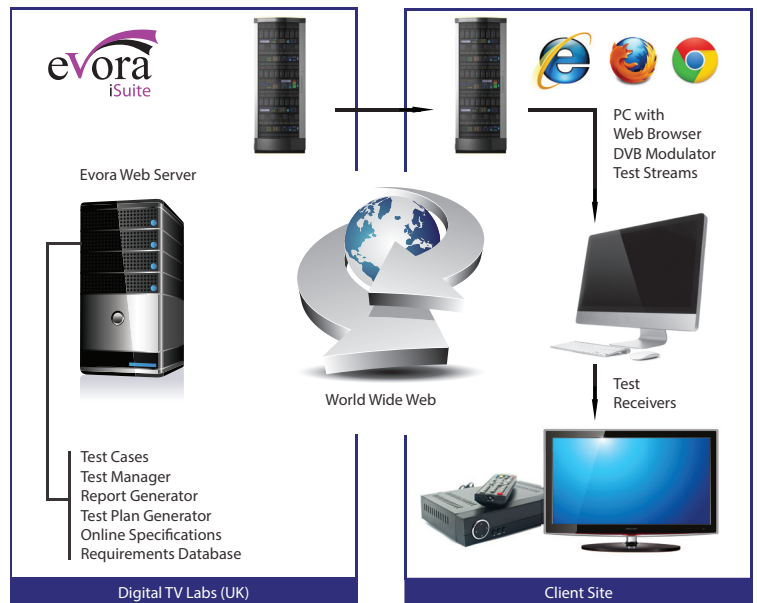 evora
iSuite
Evora Web Server
Test Cases
Test Manager
Report Generator
Test Plan Generator
Online Specifications
Requirements Database
Digital TV Labs (UK)
World Wide Web
PC with
Web Browser
DVB Modulator
Test Streams
Test
Receivers
Client Site